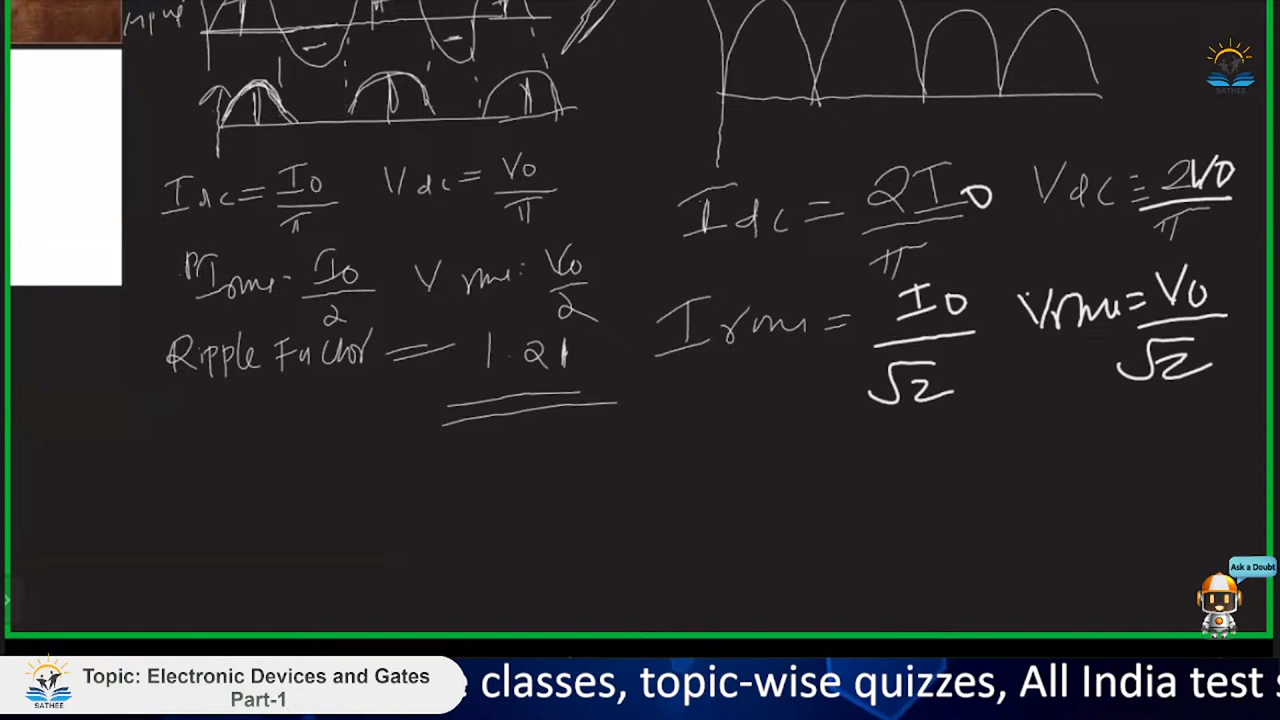 Input
Idc = I0/π Vdc = V0/π
Irms = I0/2 Vrms = V0/2
Ripple Factor = 1.21
Idc = 2I0/π Vdc = 2V0/π
Irms = I0/√2 Vrms = V0/√2
SATHEE
Ask a Doubt
SATHEE
Topic: Electronic Devices and Gates
Part-1
classes, topic-wise quizzes, All India test